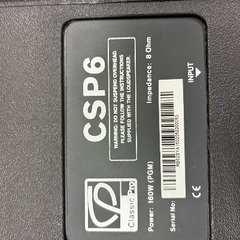 CSP6
WARNING: DO NOT SUSPEND OVERHEAD.
PLEASE FOLLOW THE INSTRUCTIONS
SUPPLIED WITH THE LOUDSPEAKER.
Classic Pro
Power: 160W (PGM)
Impedance: 8 Ohm
Serial No:
INPUT
CE